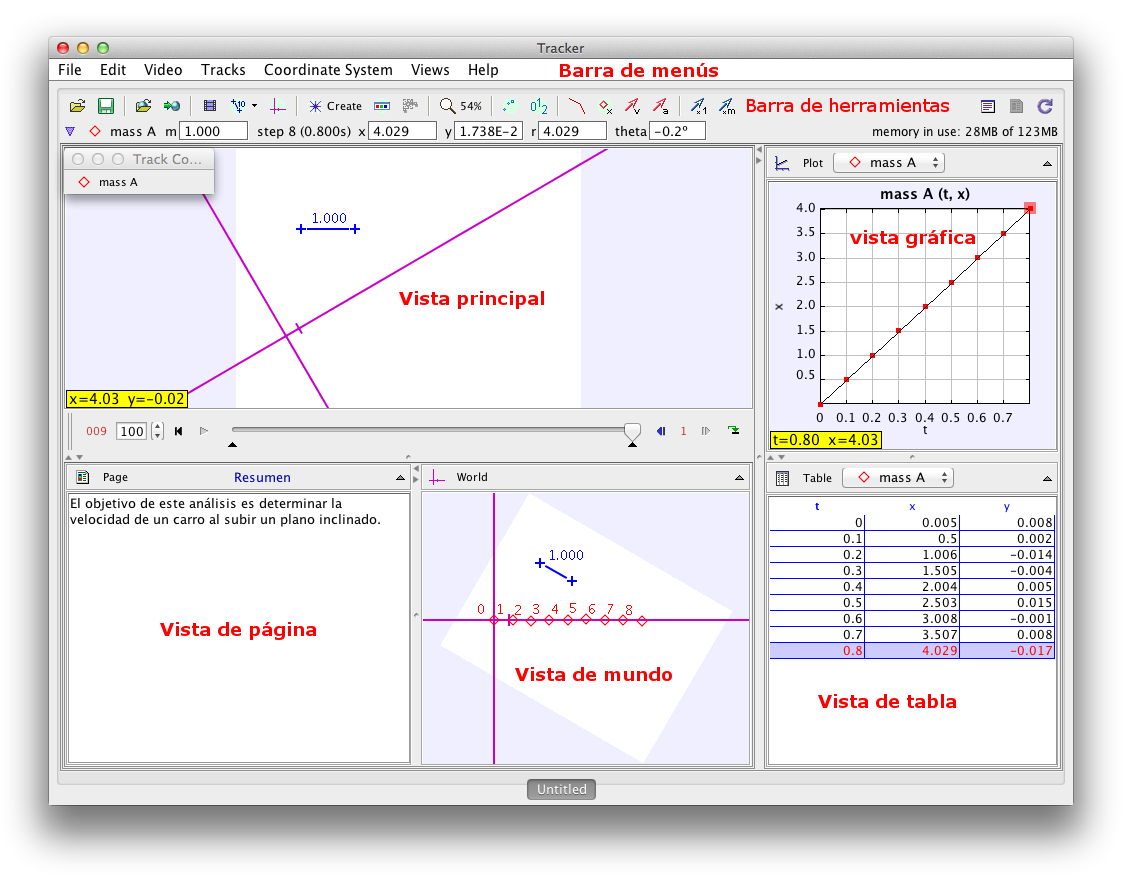 Tracker
File Edit Video Tracks Coordinate System Views Help Barra de menús
Create 54% Barra de herramientas
mass A m 1.000 step 8 (0.800s) x 4.029 y 1.738E-2 r 4.029 theta -0.2º memory in use: 28MB of 123MB
Track Co...
mass A
1.000
Vista principal
x=4.03 y=-0.02
009 100 1
Plot mass A
mass A (t, x)
vista gráfica
4.0
3.5
3.0
2.5
2.0
1.5
1.0
0.5
x
0 0.1 0.2 0.3 0.4 0.5 0.6 0.7
t
t=0.80 x=4.03
Page Resumen
El objetivo de este análisis es determinar la
velocidad de un carro al subir un plano inclinado.
Vista de página
World
1.000
0 1 2 3 4 5 6 7 8
Vista de mundo
Table mass A
t x y
0 0.005 0.008
0.1 0.5 0.002
0.2 1.006 -0.014
0.3 1.505 -0.004
0.4 2.004 0.005
0.5 2.503 0.015
0.6 3.008 -0.001
0.7 3.507 0.008
0.8 4.029 -0.017
Vista de tabla
Untitled